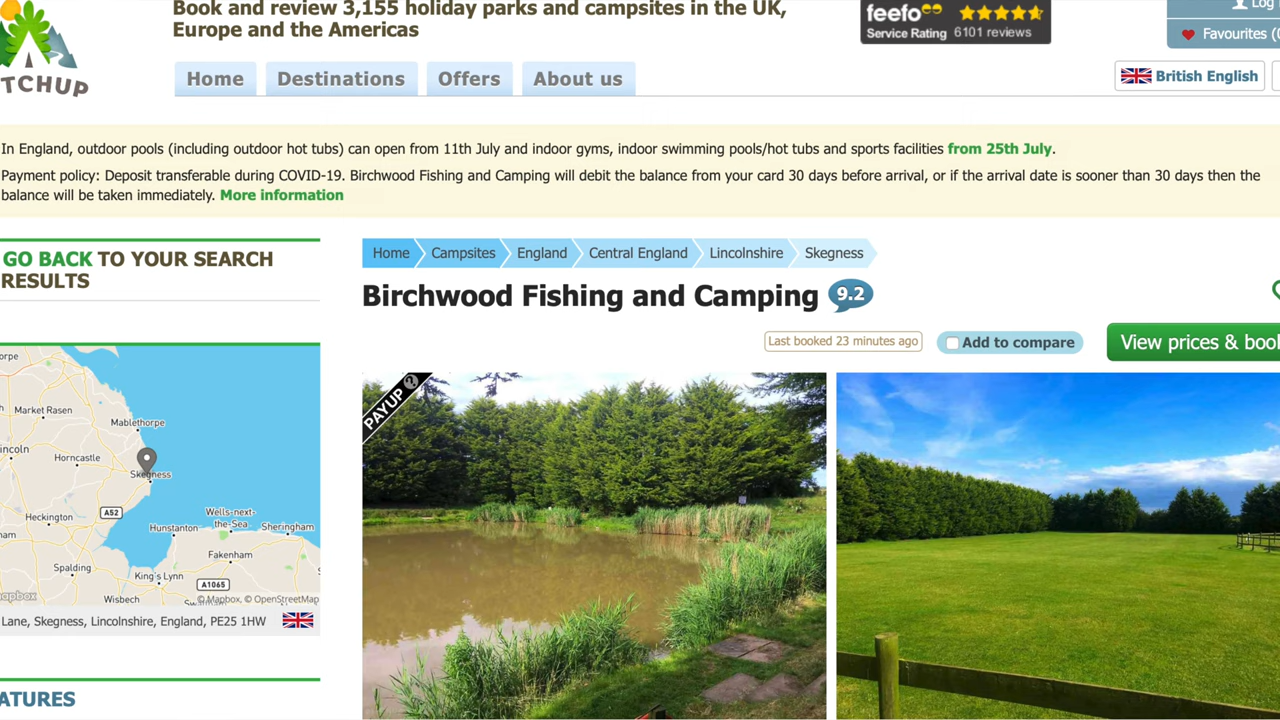 Book and review 3,155 holiday parks and campsites in the UK,
Europe and the Americas
feefo
Service Rating 6101 reviews
Log
Favourites (0
TCHUP
Home Destinations Offers About us
British English
In England, outdoor pools (including outdoor hot tubs) can open from 11th July and indoor gyms, indoor swimming pools/hot tubs and sports facilities from 25th July.
Payment policy: Deposit transferable during COVID-19. Birchwood Fishing and Camping will debit the balance from your card 30 days before arrival, or if the arrival date is sooner than 30 days then the
balance will be taken immediately. More information
GO BACK TO YOUR SEARCH
RESULTS
Home Campsites England Central England Lincolnshire Skegness
Birchwood Fishing and Camping 9.2
Last booked 23 minutes ago
Add to compare
View prices & boo
PAYUP ?
orpe
Market Rasen
Mablethorpe
incoln
Horncastle
Skegness
A52
Heckington
Hunstanton
Wells-next-
the-Sea
Sheringham
ham
Fakenham
Spalding
King's Lynn
A1065
Wisbech
mapbox
© Mapbox, © OpenStreetMap
Lane, Skegness, Lincolnshire, England, PE25 1HW
ATURES